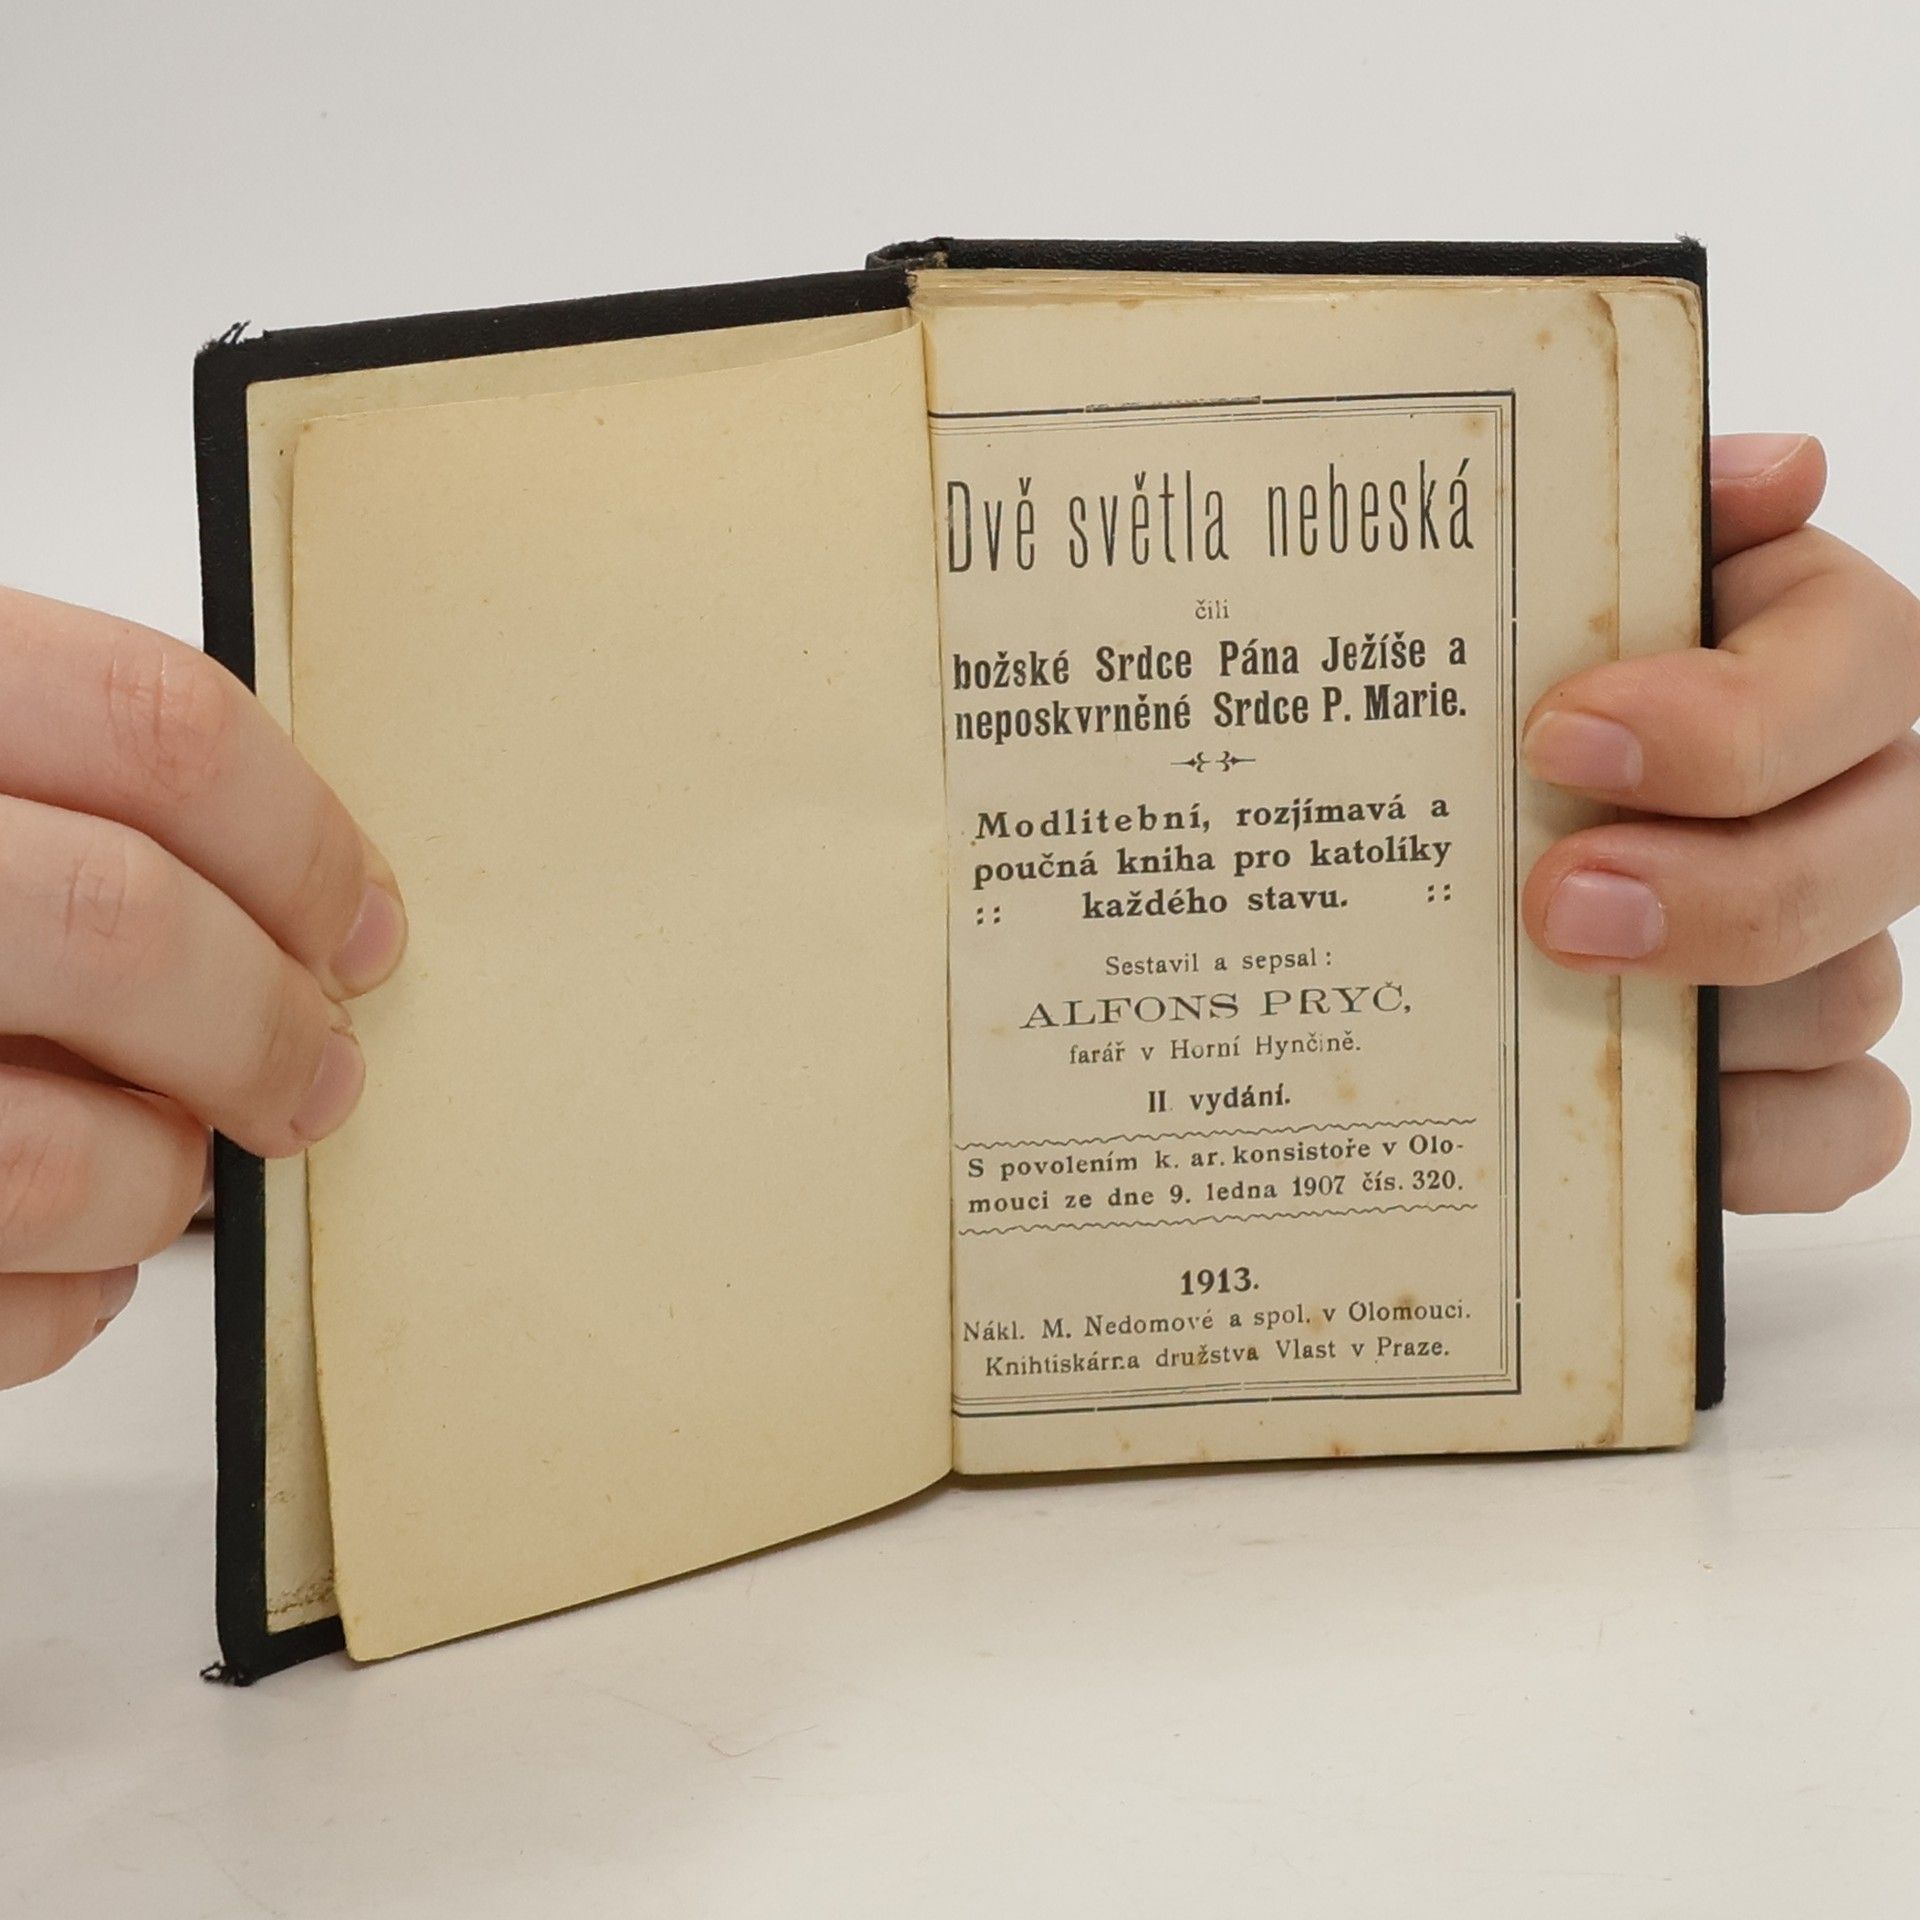 Dvě světla nebeská
čili
božské Srdce Pána Ježíše a
neposkvrněné Srdce P. Marie.
Modlitební, rozjímavá a
poučná kniha pro katolíky
:: každého stavu. ::
Sestavil a sepsal:
ALFONS PRYČ,
farář v Horní Hynčině.
II. vydání.
S povolením k. ar. konsistoře v Olo-
mouci ze dne 9. ledna 1907 čís. 320.
1913.
Nákl. M. Nedomové a spol. v Olomouci.
Knihtiskárna družstva Vlast v Praze.